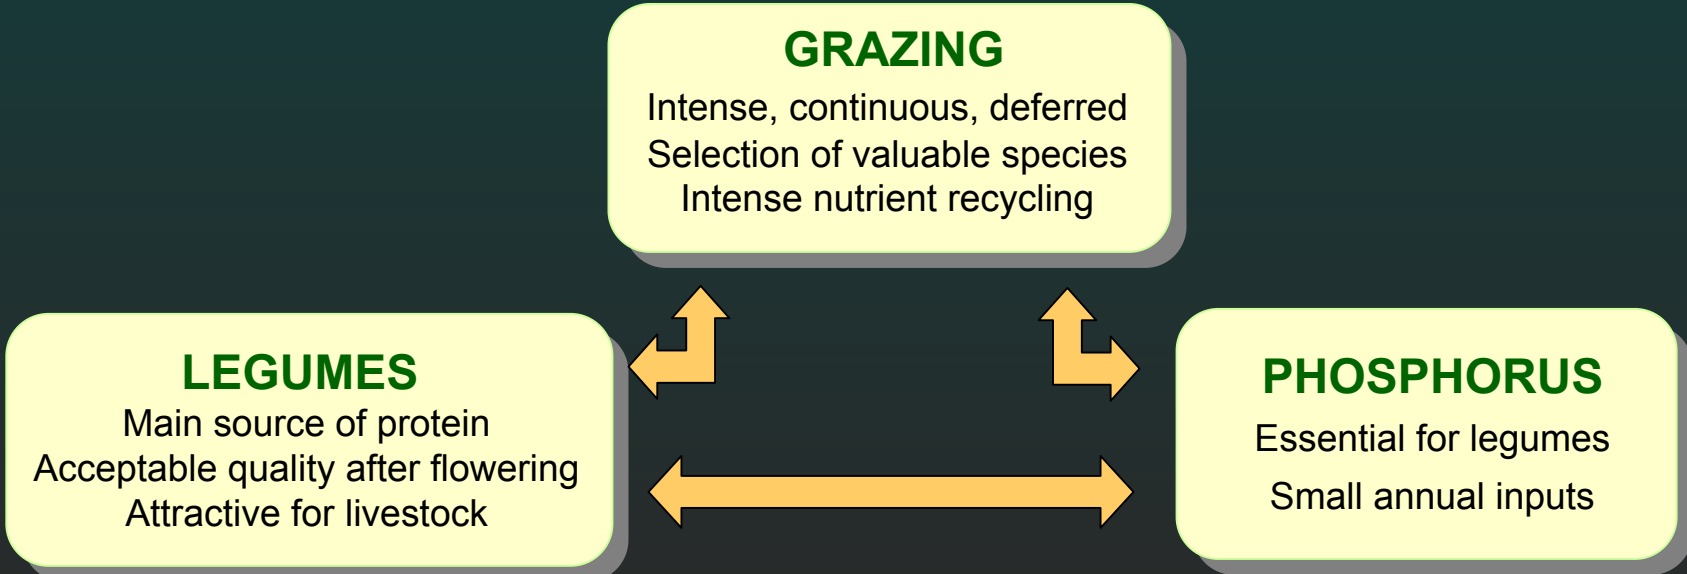 GRAZING
Intense, continuous, deferred
Selection of valuable species
Intense nutrient recycling
LEGUMES
Main source of protein
Acceptable quality after flowering
Attractive for livestock
PHOSPHORUS
Essential for legumes
Small annual inputs